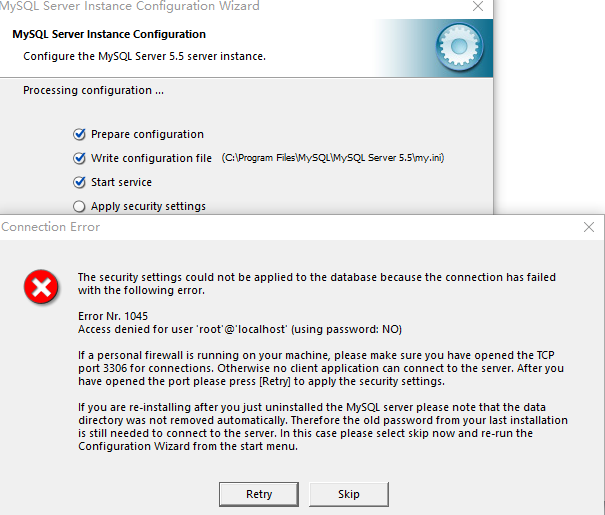 MySQL Server Instance Configuration Wizard
MySQL Server Instance Configuration
Configure the MySQL Server 5.5 server instance.
Processing configuration ...
Prepare configuration
Write configuration file (C:\Program Files\MySQL\MySQL Server 5.5\my.ini)
Start service
Apply security settings
Connection Error
The security settings could not be applied to the database because the connection has failed
with the following error.
Error Nr. 1045
Access denied for user 'root'@'localhost' (using password: NO)
If a personal firewall is running on your machine, please make sure you have opened the TCP
port 3306 for connections. Otherwise no client application can connect to the server. After you
have opened the port please press [Retry] to apply the security settings.
If you are re-installing after you just uninstalled the MySQL server please note that the data
directory was not removed automatically. Therefore the old password from your last installation
is still needed to connect to the server. In this case please select skip now and re-run the
Configuration Wizard from the start menu.
Retry
Skip